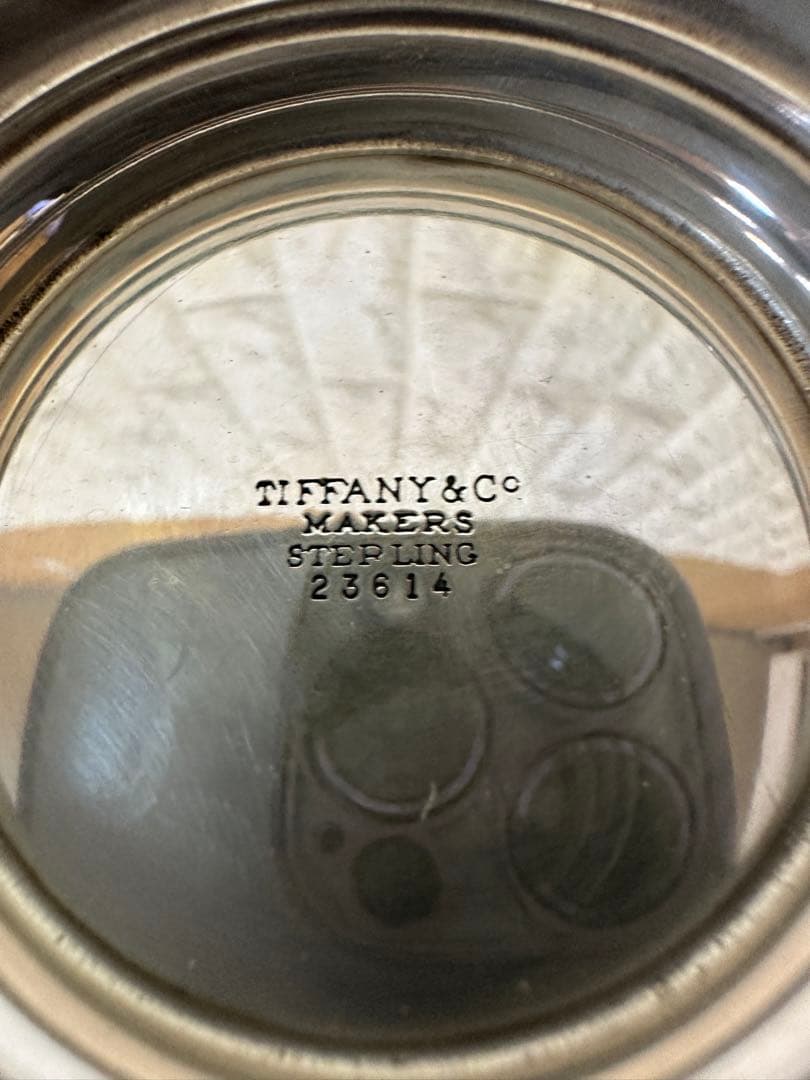 TIFFANY & Cº
MAKERS
STERLING
23614